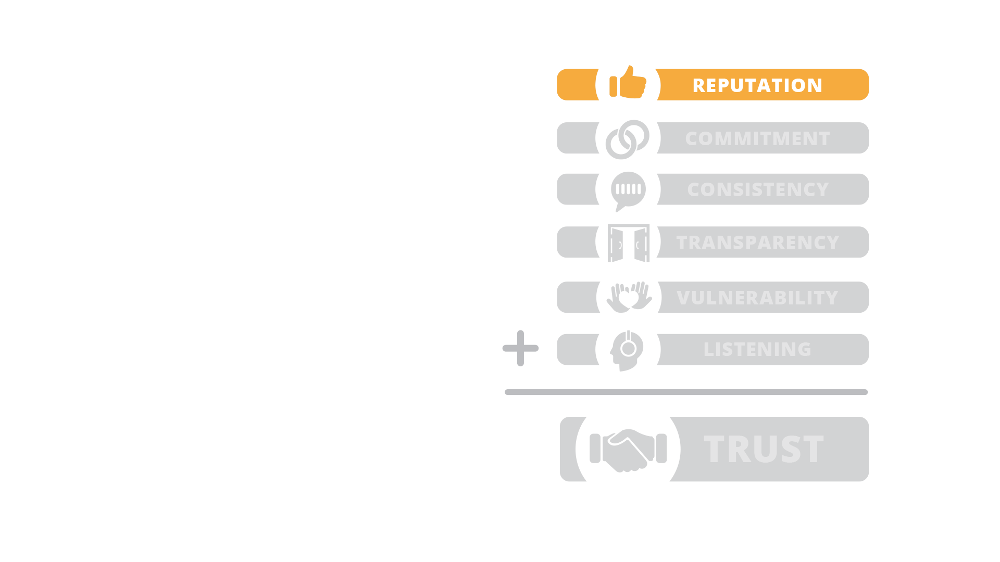 REPUTATION
COMMITMENT
CONSISTENCY
TRANSPARENCY
VULNERABILITY
LISTENING
TRUST